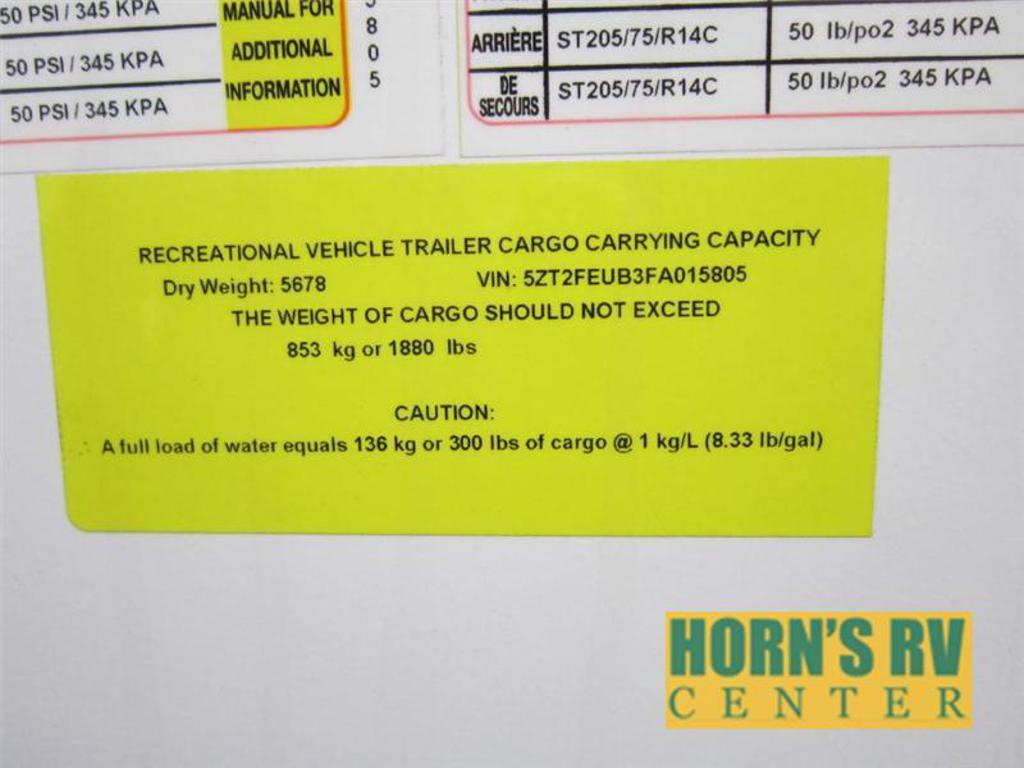 50 PSI / 345 KPA
50 PSI / 345 KPA
50 PSI / 345 KPA
MANUAL FOR
ADDITIONAL
INFORMATION
8
0
5
ARRIÈRE ST205/75/R14C 50 lb/po2 345 KPA
DE SECOURS ST205/75/R14C 50 lb/po2 345 KPA
RECREATIONAL VEHICLE TRAILER CARGO CARRYING CAPACITY
Dry Weight: 5678 VIN: 5ZT2FEUB3FA015805
THE WEIGHT OF CARGO SHOULD NOT EXCEED
853 kg or 1880 lbs
CAUTION:
A full load of water equals 136 kg or 300 lbs of cargo @ 1 kg/L (8.33 lb/gal)
HORN'S RV
CENTER